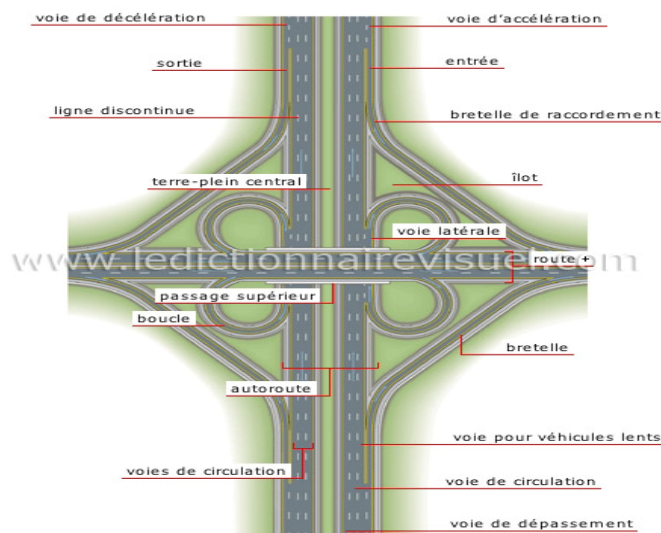 voie de décélération
voie d'accélération
sortie
entrée
ligne discontinue
bretelle de raccordement
terre-plein central
îlot
voie latérale
www.ledictionnairevisuel.com
route +
passage supérieur
boucle
bretelle
autoroute
voie pour véhicules lents
voies de circulation
voie de circulation
voie de dépassement